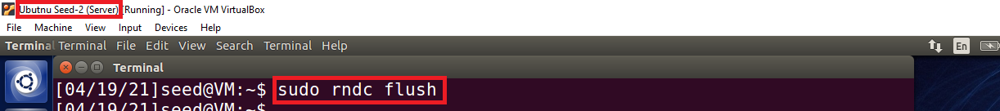 Ubutnu Seed-2 (Server) [Running] - Oracle VM VirtualBox
File Machine View Input Devices Help
Terminal Terminal File Edit View Search Terminal Help En
Terminal
[04/19/21]seed@VM:~$ sudo rndc flush
[04/19/21]seed@VM:~$